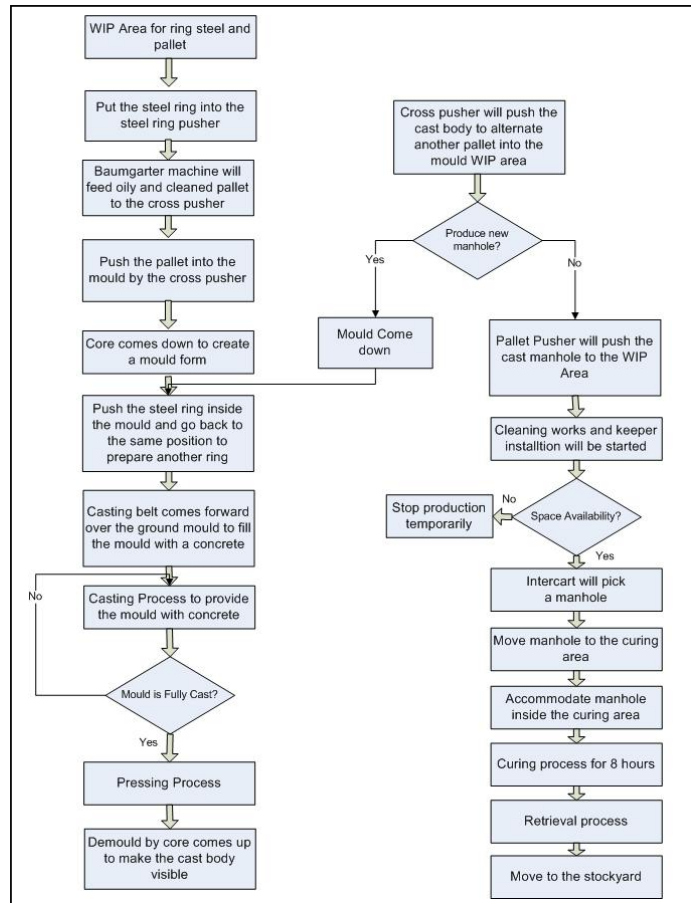 WIP Area for ring steel and
pallet
Put the steel ring into the
steel ring pusher
Baumgarter machine will
feed oily and cleaned pallet
to the cross pusher
Push the pallet into the
mould by the cross pusher
Core comes down to create
a mould form
Push the steel ring inside
the mould and go back to
the same position to
prepare another ring
Casting belt comes forward
over the ground mould to fill
the mould with a concrete
No
Casting Process to provide
the mould with concrete
Mould is Fully Cast?
Yes
Pressing Process
Demould by core comes up
to make the cast body
visible
Cross pusher will push the
cast body to alternate
another pallet into the
mould WIP area
Produce new
manhole?
Yes
No
Mould Come
down
Pallet Pusher will push the
cast manhole to the WIP
Area
Cleaning works and keeper
installtion will be started
No
Stop production
temporarily
Space Availability?
Yes
Intercart will pick
a manhole
Move manhole to the curing
area
Accommodate manhole
inside the curing area
Curing process for 8 hours
Retrieval process
Move to the stockyard